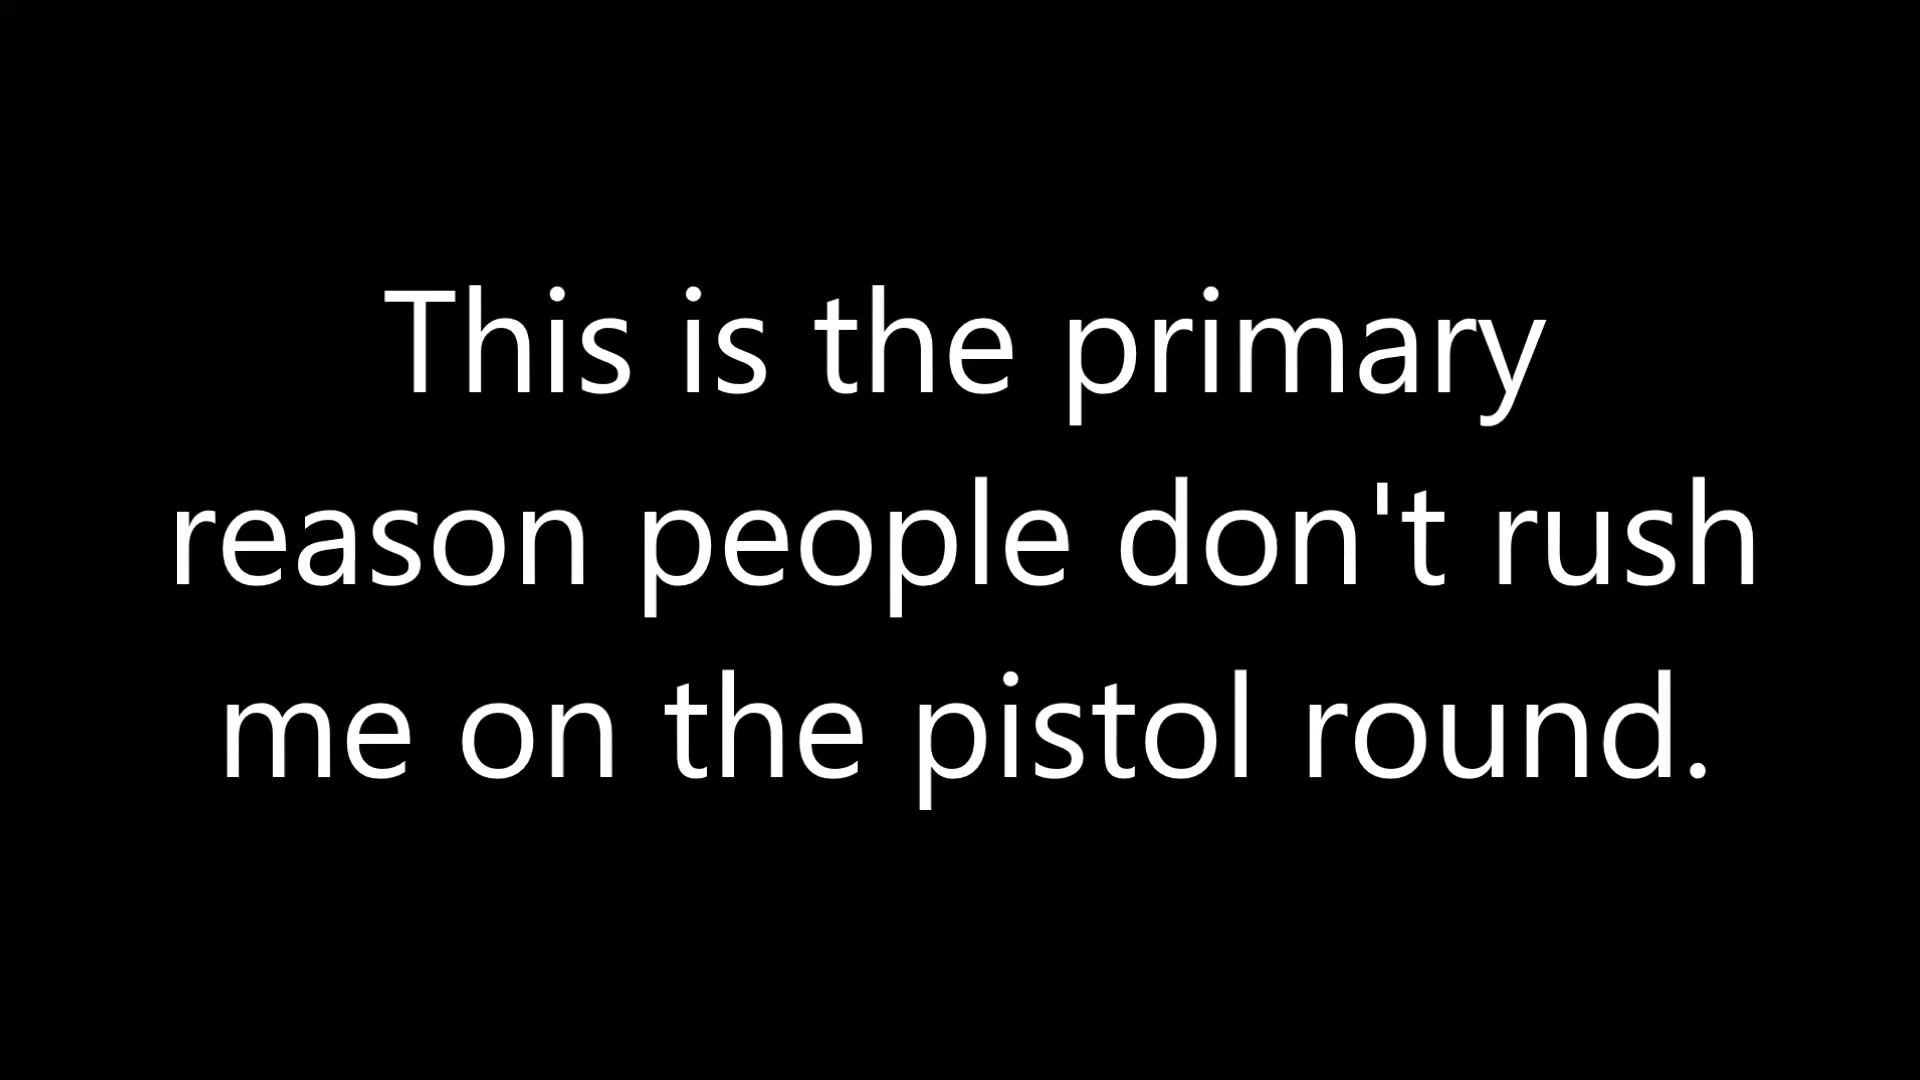 This is the primary
reason people don't rush
me on the pistol round.